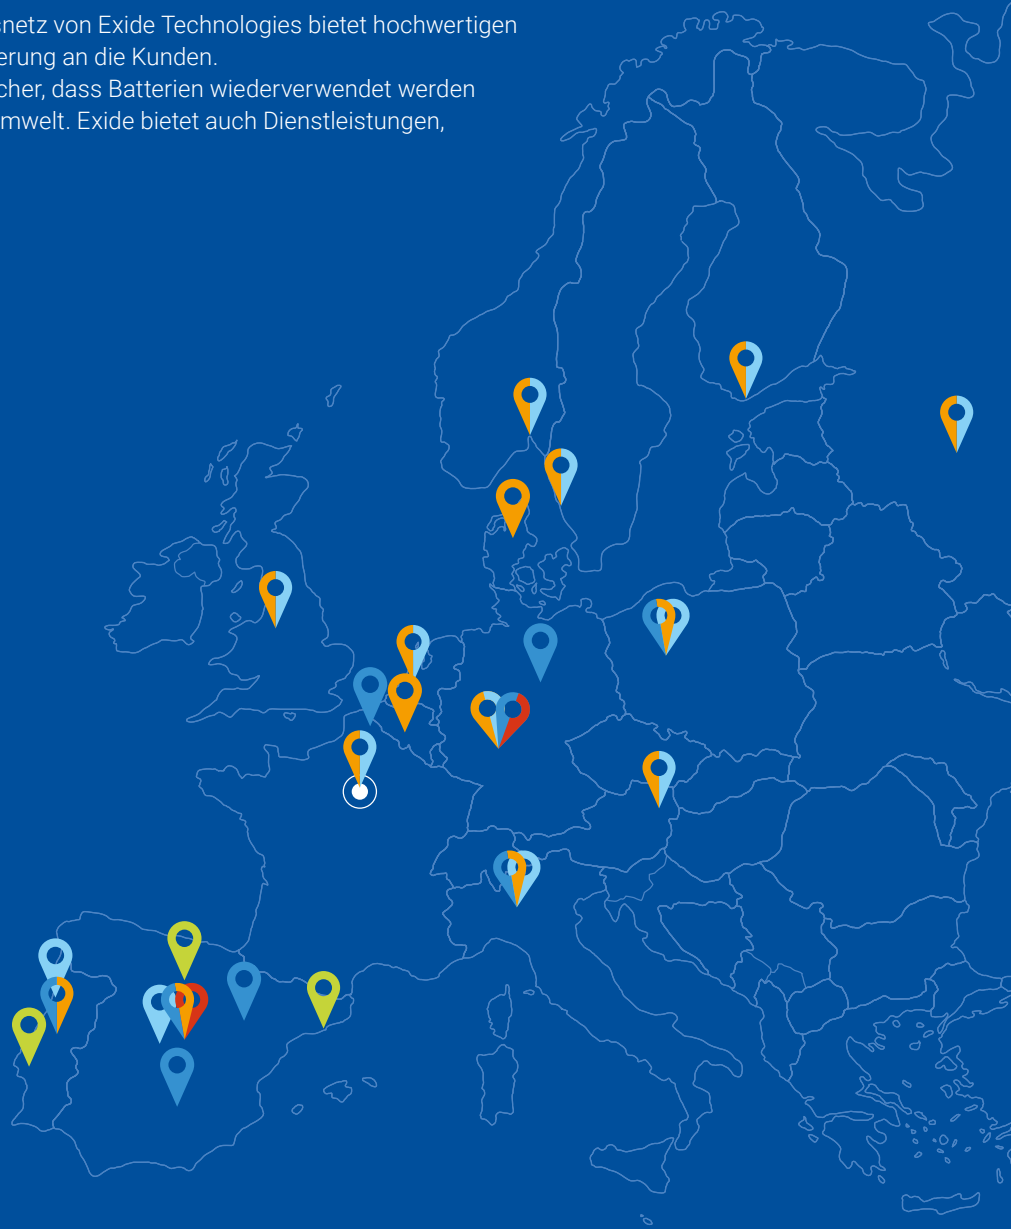 snetz von Exide Technologies bietet hochwertigen
erung an die Kunden.
cher, dass Batterien wiederverwendet werden
mwelt. Exide bietet auch Dienstleistungen,